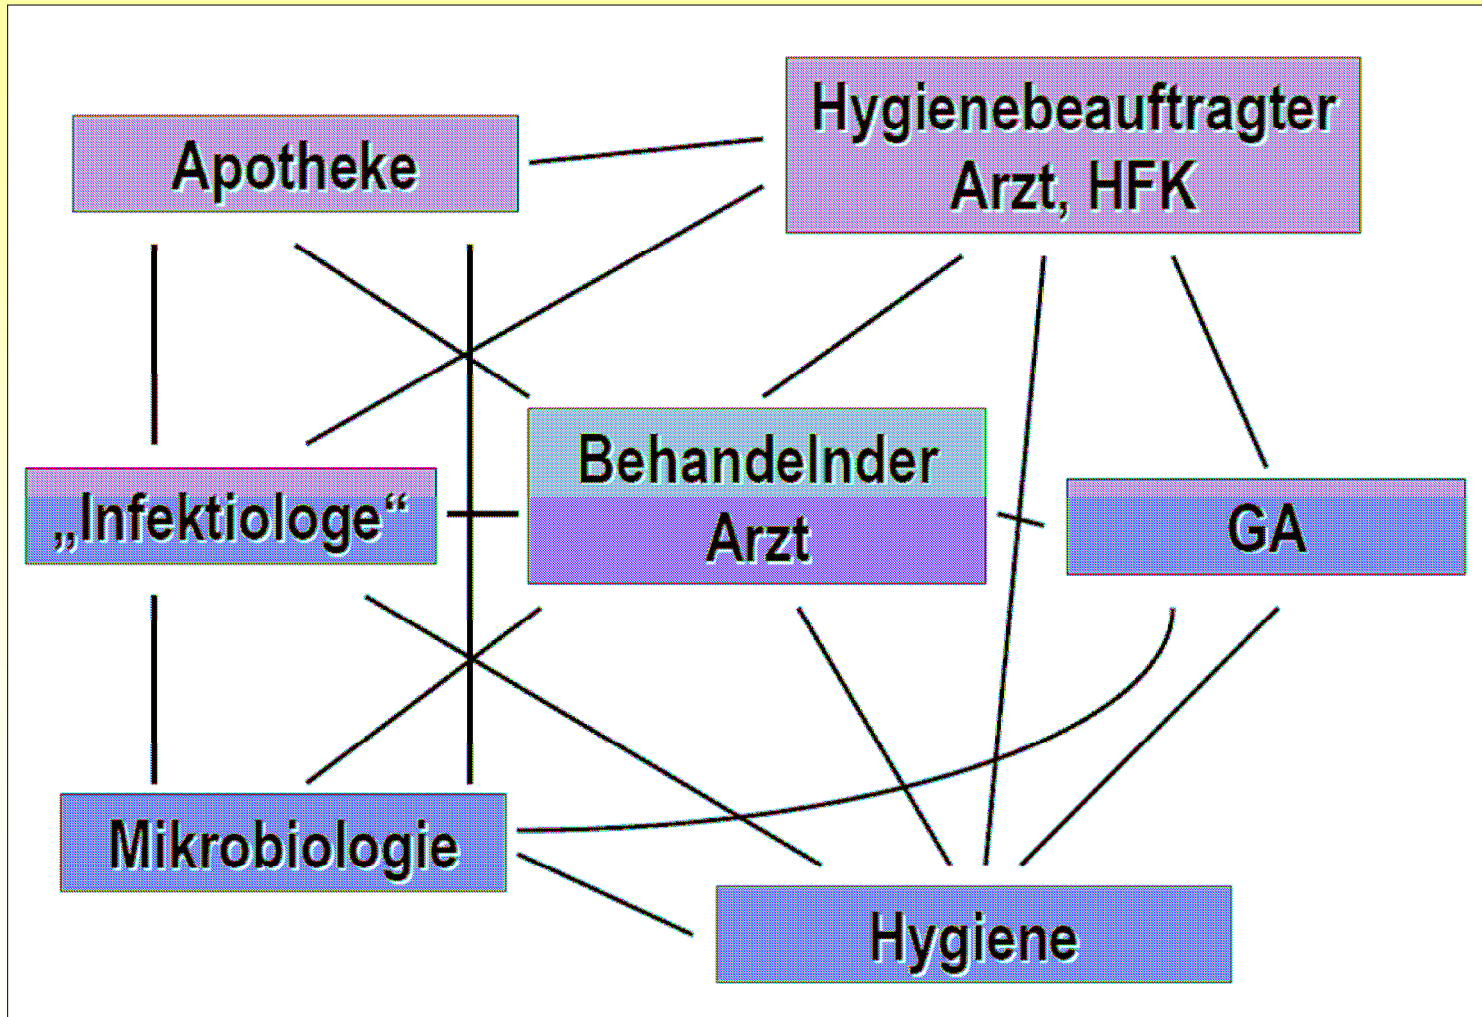 Apotheke
Hygienebeauftragter
Arzt, HFK
Behandelnder
Arzt
„Infektiologe“
GA
Mikrobiologie
Hygiene